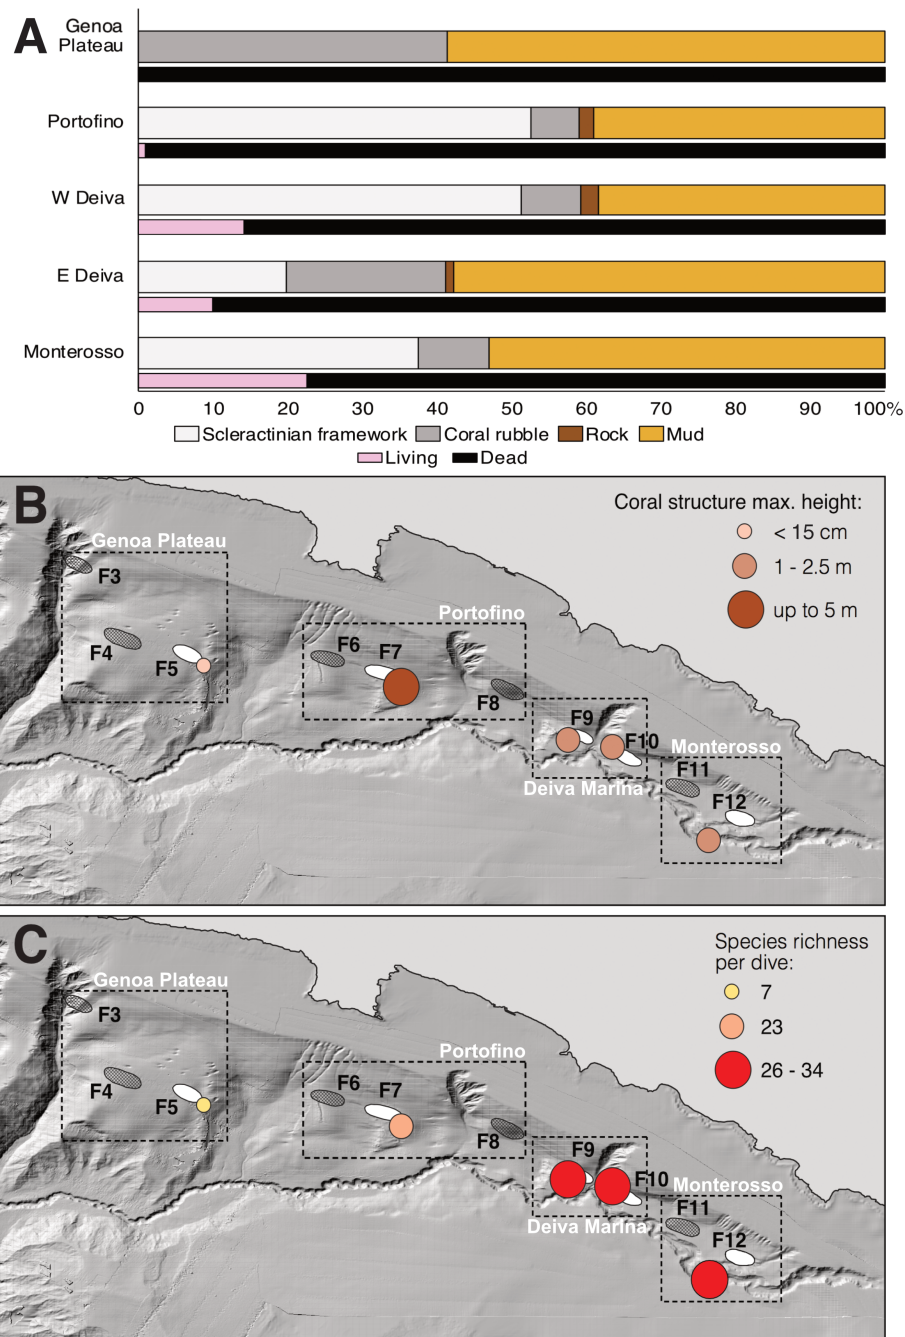 A
Genoa
Plateau
Portofino
W Deiva
E Deiva
Monterosso
0 10 20 30 40 50 60 70 80 90 100%
Scleractinian framework Coral rubble Rock Mud
Living Dead
B
Coral structure max. height:
< 15 cm
1 - 2.5 m
up to 5 m
Genoa Plateau
F3
F4
F5
Portofino
F6
F7
F8
F9
F10
Deiva Marina
Monterosso
F11
F12
C
Species richness
per dive:
7
23
26 - 34
Genoa Plateau
F3
F4
F5
Portofino
F6
F7
F8
F9
F10
Deiva Marina
Monterosso
F11
F12